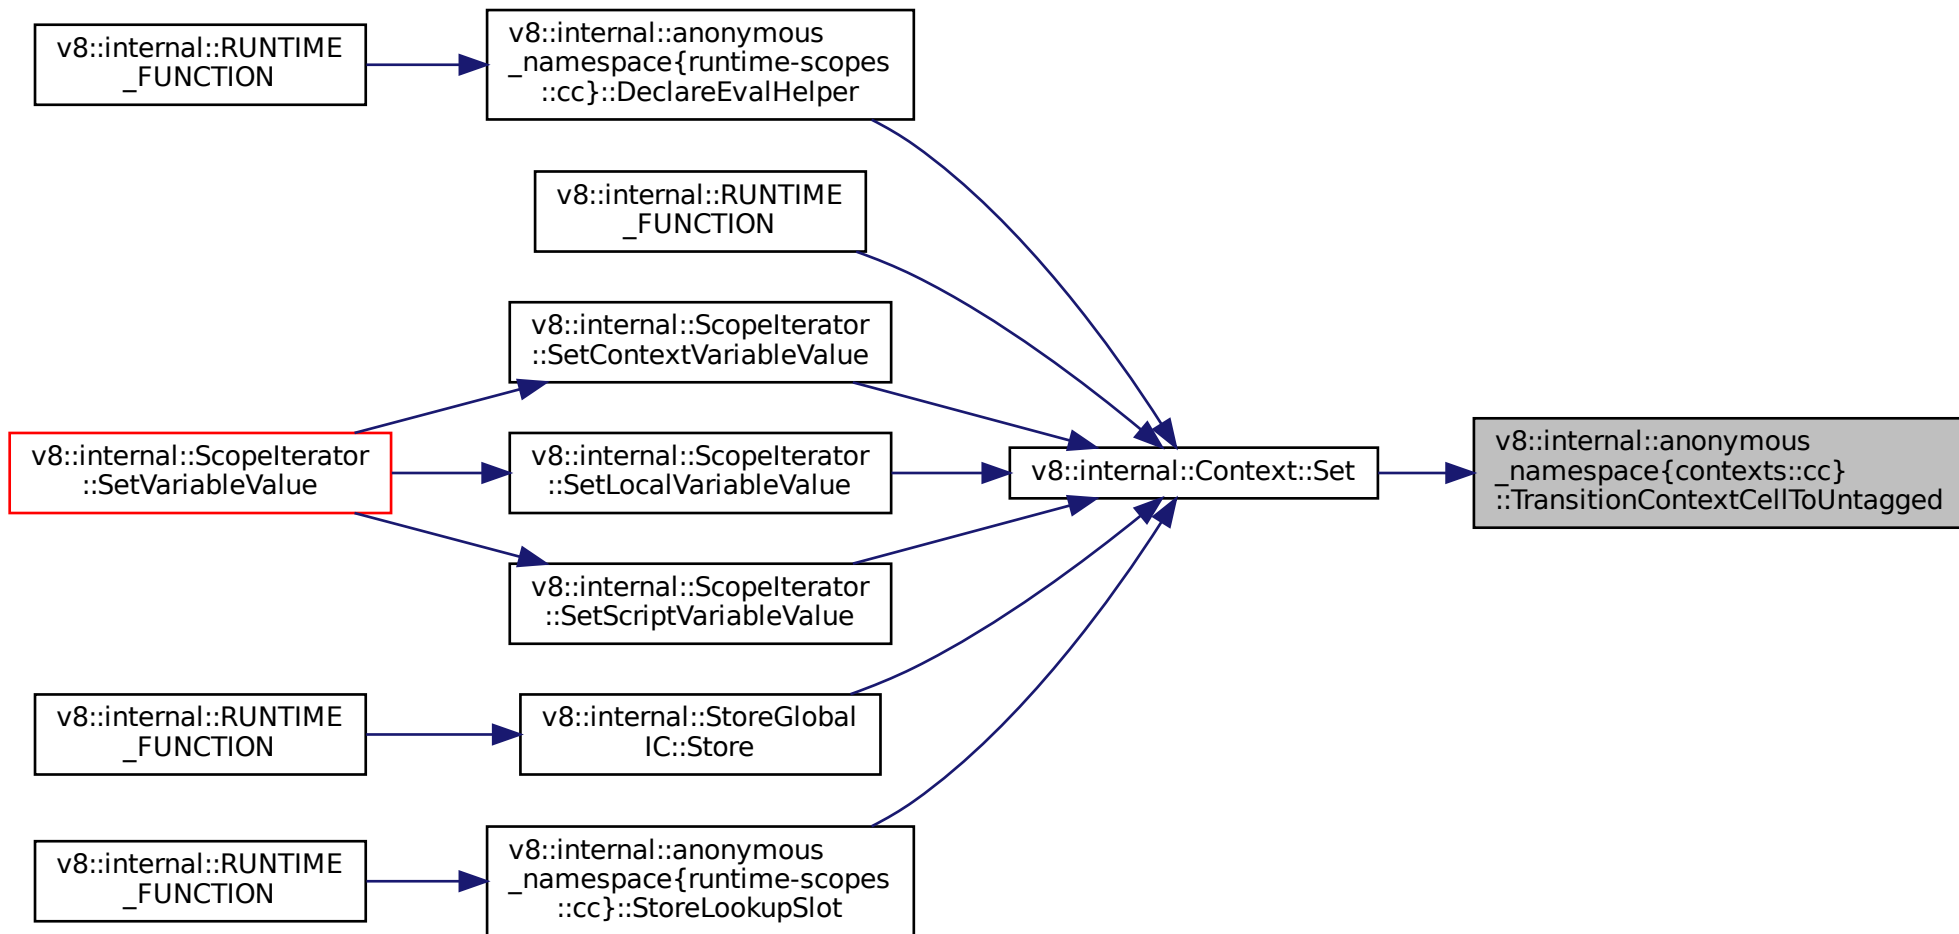 v8::internal::RUNTIME
_FUNCTION
v8::internal::anonymous
_namespace{runtime-scopes
::cc}::DeclareEvalHelper
v8::internal::RUNTIME
_FUNCTION
v8::internal::ScopeIterator
::SetContextVariableValue
v8::internal::ScopeIterator
::SetVariableValue
v8::internal::ScopeIterator
::SetLocalVariableValue
v8::internal::Context::Set
v8::internal::anonymous
_namespace{contexts::cc}
::TransitionContextCellToUntagged
v8::internal::ScopeIterator
::SetScriptVariableValue
v8::internal::RUNTIME
_FUNCTION
v8::internal::StoreGlobal
IC::Store
v8::internal::RUNTIME
_FUNCTION
v8::internal::anonymous
_namespace{runtime-scopes
::cc}::StoreLookupSlot